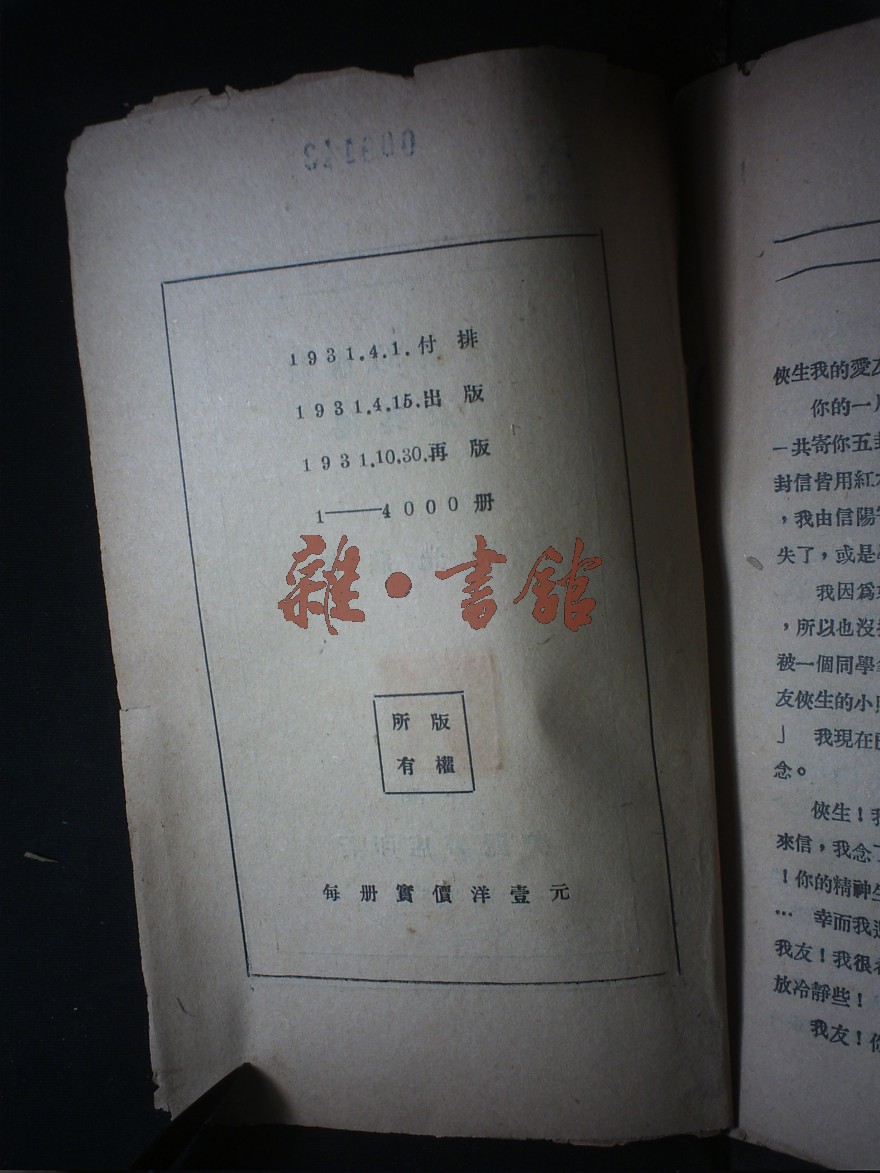 1931.4.1.付排
1931.4.15.出版
1931.10.30.再版
1——4000册
雜·書館
版權所有
每册實價洋壹元
俠生我的愛友
你的一
一共寄你五封
封信皆用紅
，我由信陽
失了，或是
我因爲
，所以也沒
被一個同學
友俠生的小
」　我現在
念。
俠生！我
來信，我念
！你的精神生
…　幸而我
我友！我很
放冷靜些！
我友！你